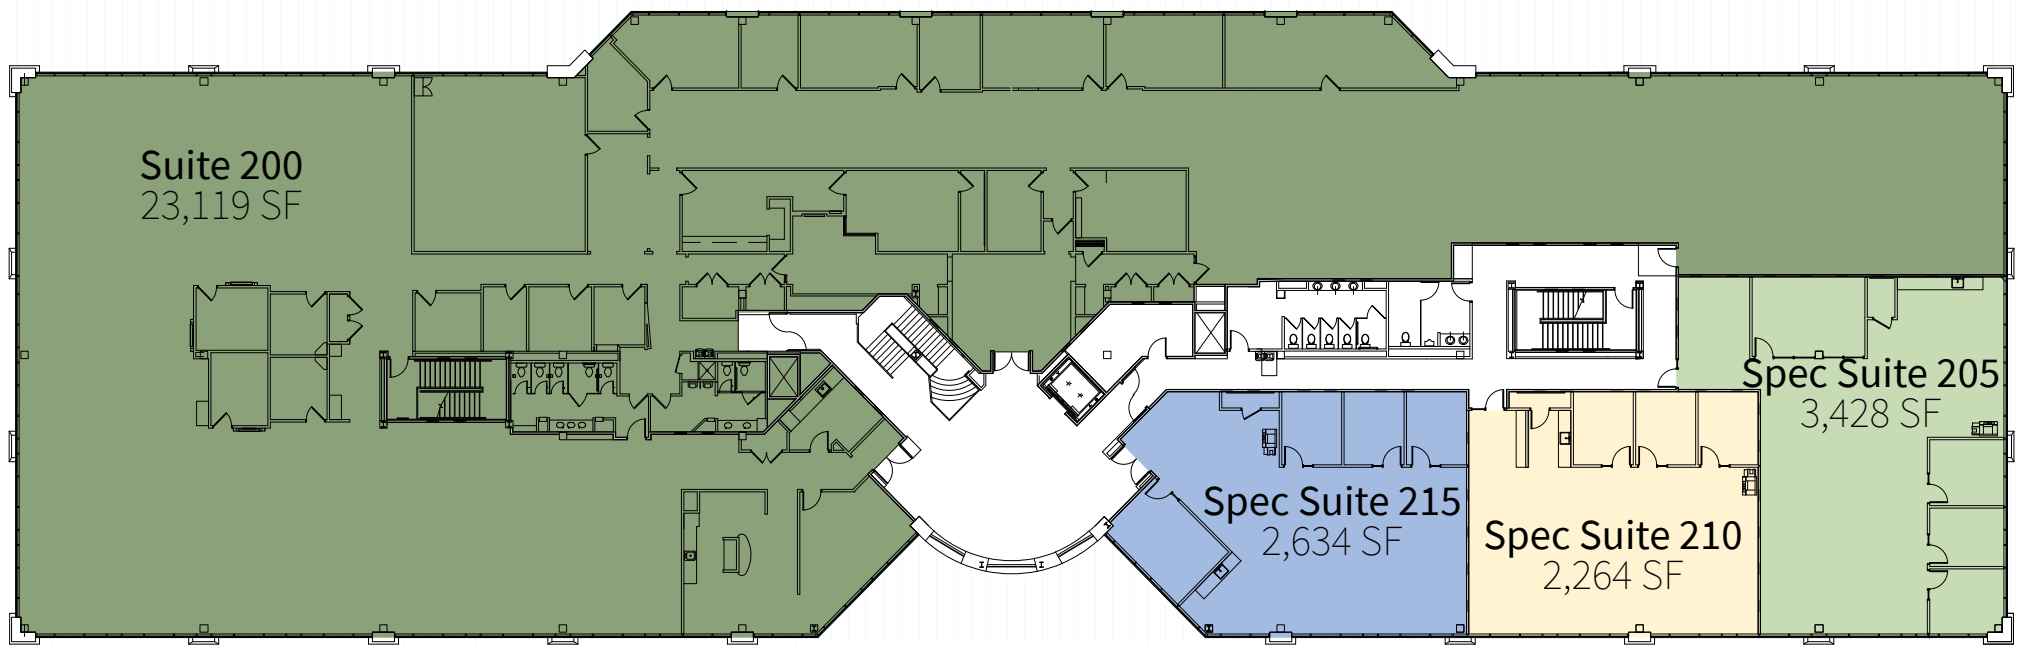 Suite 200
23,119 SF
Spec Suite 205
3,428 SF
Spec Suite 215
2,634 SF
Spec Suite 210
2,264 SF